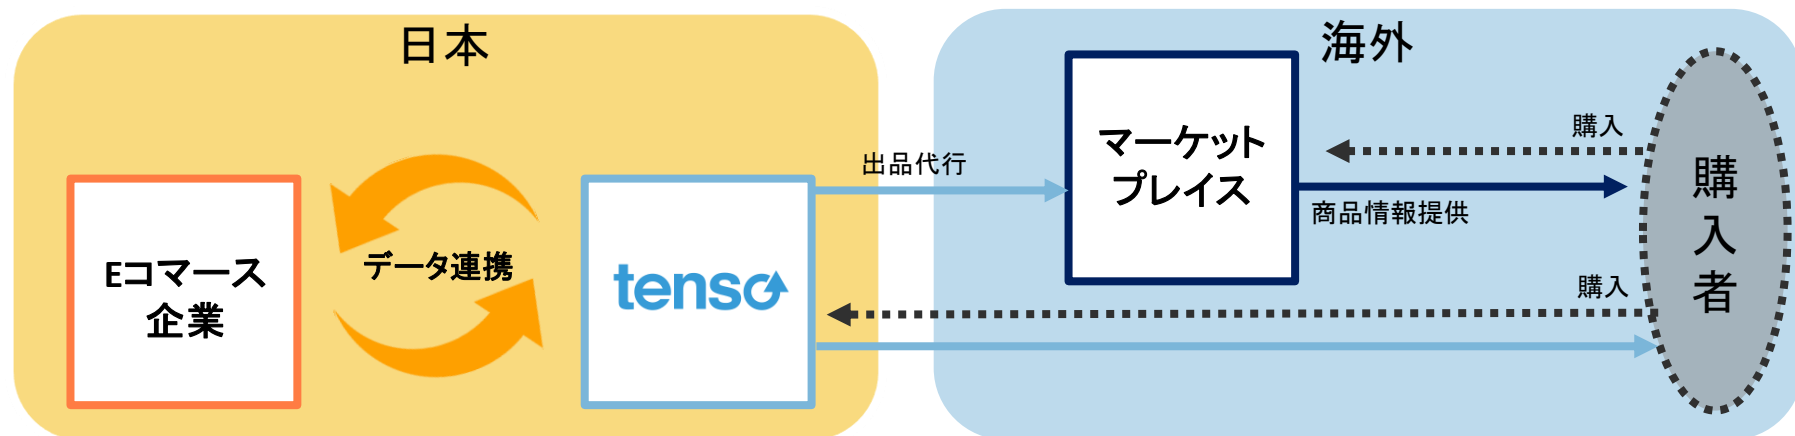 日本
海外
Eコマース
企業
データ連携
tenso
出品代行
マーケット
プレイス
購入
商品情報提供
購入
購
入
者